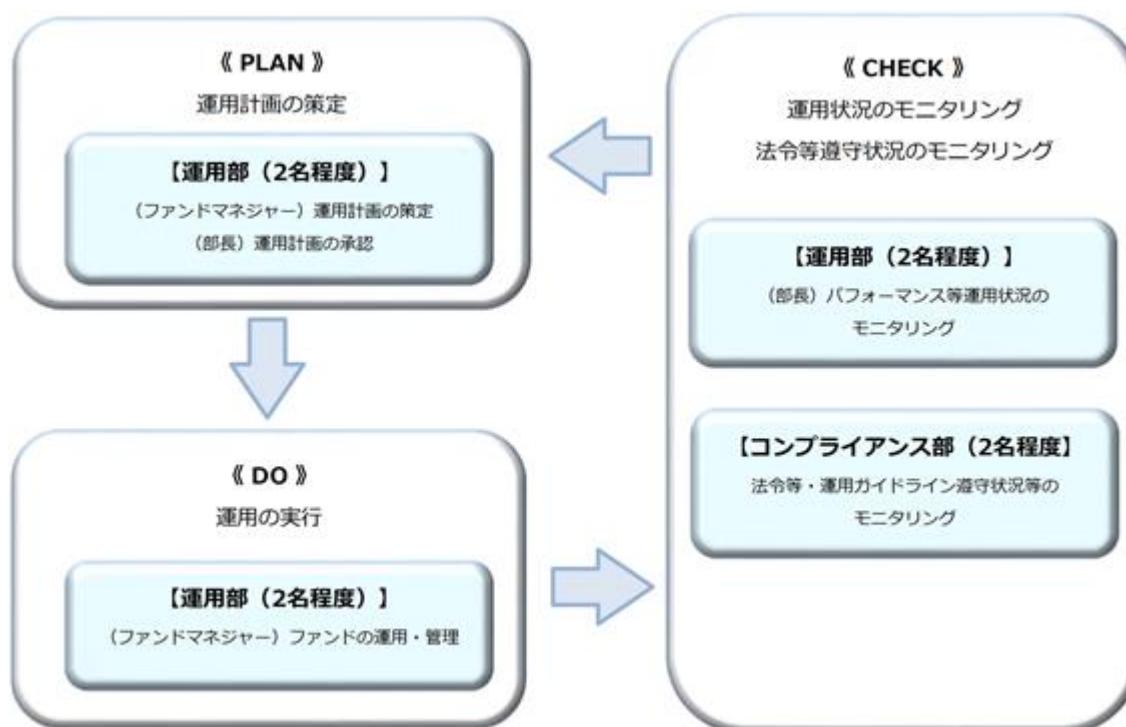 《 PLAN 》
運用計画の策定
【運用部（2名程度）】
（ファンドマネジャー）運用計画の策定
（部長）運用計画の承認
《 DO 》
運用の実行
【運用部（2名程度）】
（ファンドマネジャー）ファンドの運用・管理
《 CHECK 》
運用状況のモニタリング
法令等遵守状況のモニタリング
【運用部（2名程度）】
（部長）パフォーマンス等運用状況の
モニタリング
【コンプライアンス部（2名程度】
法令等・運用ガイドライン遵守状況等の
モニタリング